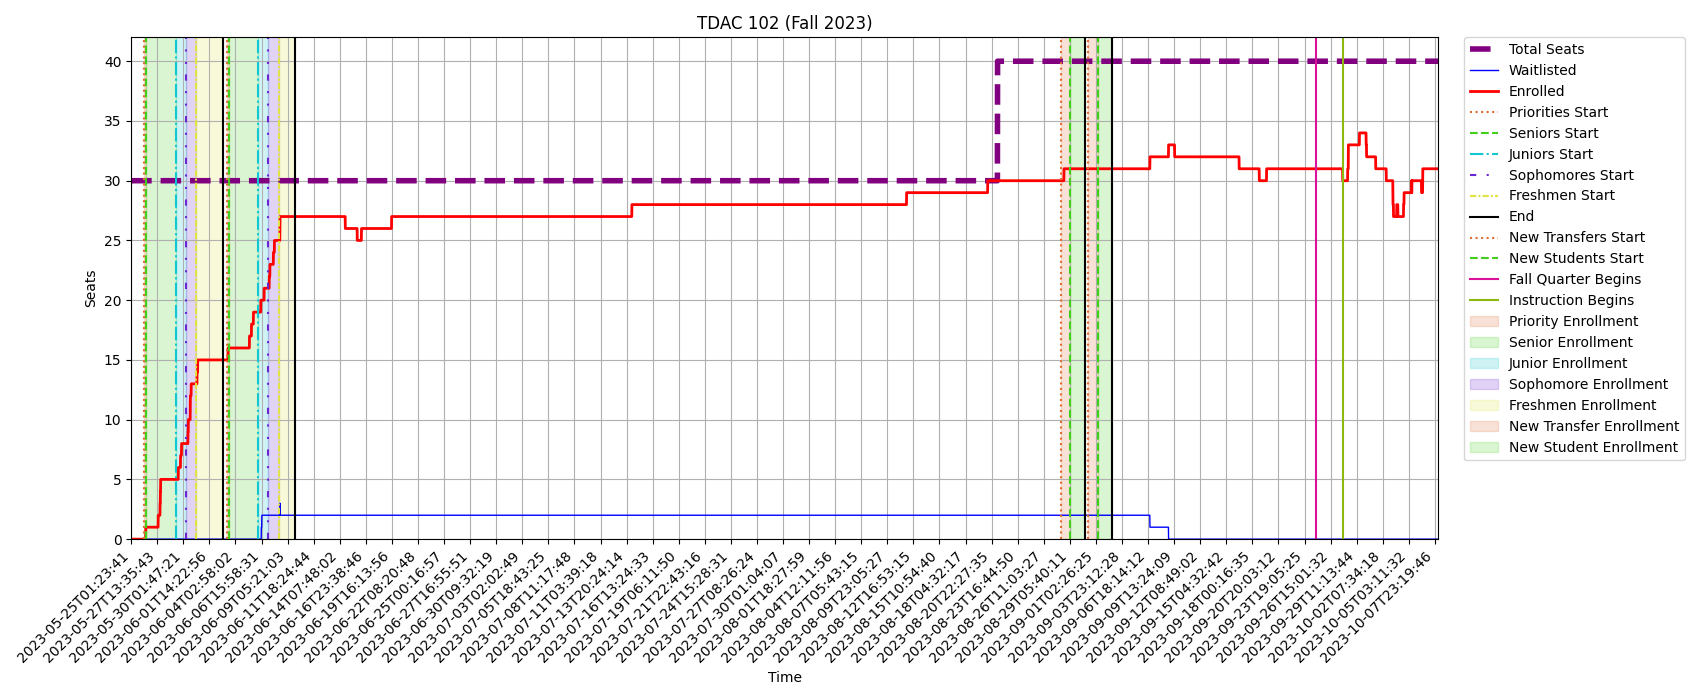 TDAC 102 (Fall 2023)
40
35
30
25
20
15
10
5
0
Seats
2023-05-25T01:23:41
2023-05-27T13:35:43
2023-05-30T01:47:21
2023-06-01T14:22:56
2023-06-04T02:58:02
2023-06-06T15:58:31
2023-06-09T05:21:03
2023-06-11T18:24:44
2023-06-14T07:48:02
2023-06-16T23:38:46
2023-06-19T16:13:56
2023-06-22T08:20:48
2023-06-25T00:16:57
2023-06-27T16:55:51
2023-06-30T09:32:19
2023-07-03T02:02:49
2023-07-05T18:43:25
2023-07-08T11:17:48
2023-07-11T03:39:18
2023-07-13T20:24:14
2023-07-16T13:24:33
2023-07-19T06:11:50
2023-07-21T22:43:16
2023-07-24T15:28:31
2023-07-27T08:26:24
2023-07-30T01:04:07
2023-08-01T18:27:59
2023-08-04T12:11:56
2023-08-07T05:43:15
2023-08-09T23:05:27
2023-08-12T16:53:15
2023-08-15T10:54:40
2023-08-18T04:32:17
2023-08-20T22:27:35
2023-08-23T16:44:50
2023-08-26T11:03:27
2023-08-29T05:40:11
2023-09-01T02:26:25
2023-09-03T23:12:28
2023-09-06T18:14:12
2023-09-09T13:24:09
2023-09-12T08:49:02
2023-09-15T04:32:42
2023-09-18T00:16:35
2023-09-20T20:03:12
2023-09-23T19:05:25
2023-09-26T15:01:32
2023-09-29T11:13:44
2023-10-02T07:34:18
2023-10-05T03:11:32
2023-10-07T23:19:46
Time
Total Seats
Waitlisted
Enrolled
Priorities Start
Seniors Start
Juniors Start
Sophomores Start
Freshmen Start
End
New Transfers Start
New Students Start
Fall Quarter Begins
Instruction Begins
Priority Enrollment
Senior Enrollment
Junior Enrollment
Sophomore Enrollment
Freshmen Enrollment
New Transfer Enrollment
New Student Enrollment